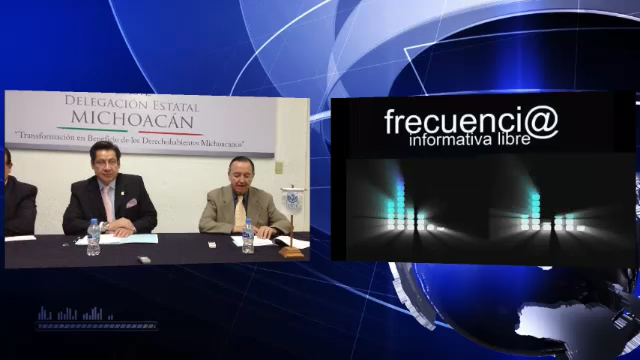 DELEGACIÓN ESTATAL
MICHOACÁN
"Transformación en Beneficio de los Derechohabientes Michoacanos"
frecuenci@
informativa libre